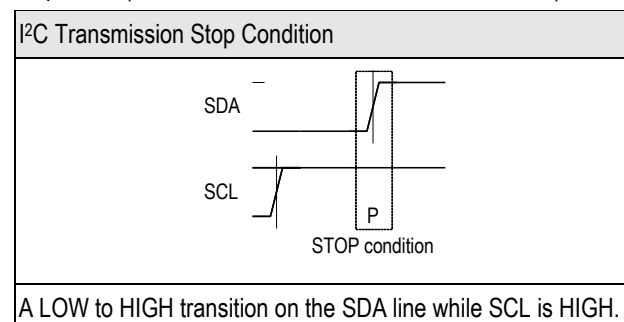 I²C Transmission Stop Condition
SDA
SCL
P
STOP condition
A LOW to HIGH transition on the SDA line while SCL is HIGH.